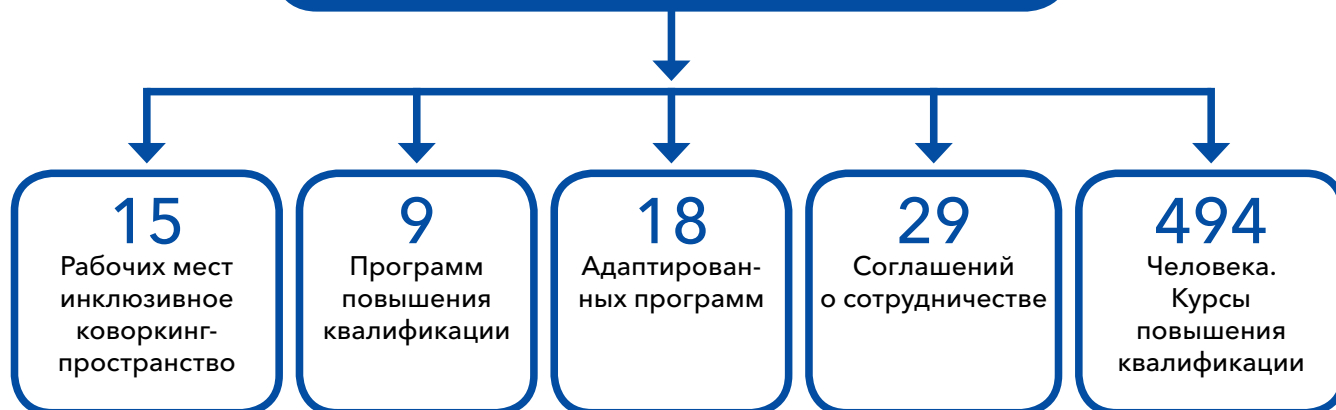 15
Рабочих мест
инклюзивное
коворкинг-
пространство
9
Программ
повышения
квалификации
18
Адаптирован-
ных программ
29
Соглашений
о сотрудничестве
494
Человека.
Курсы
повышения
квалификации